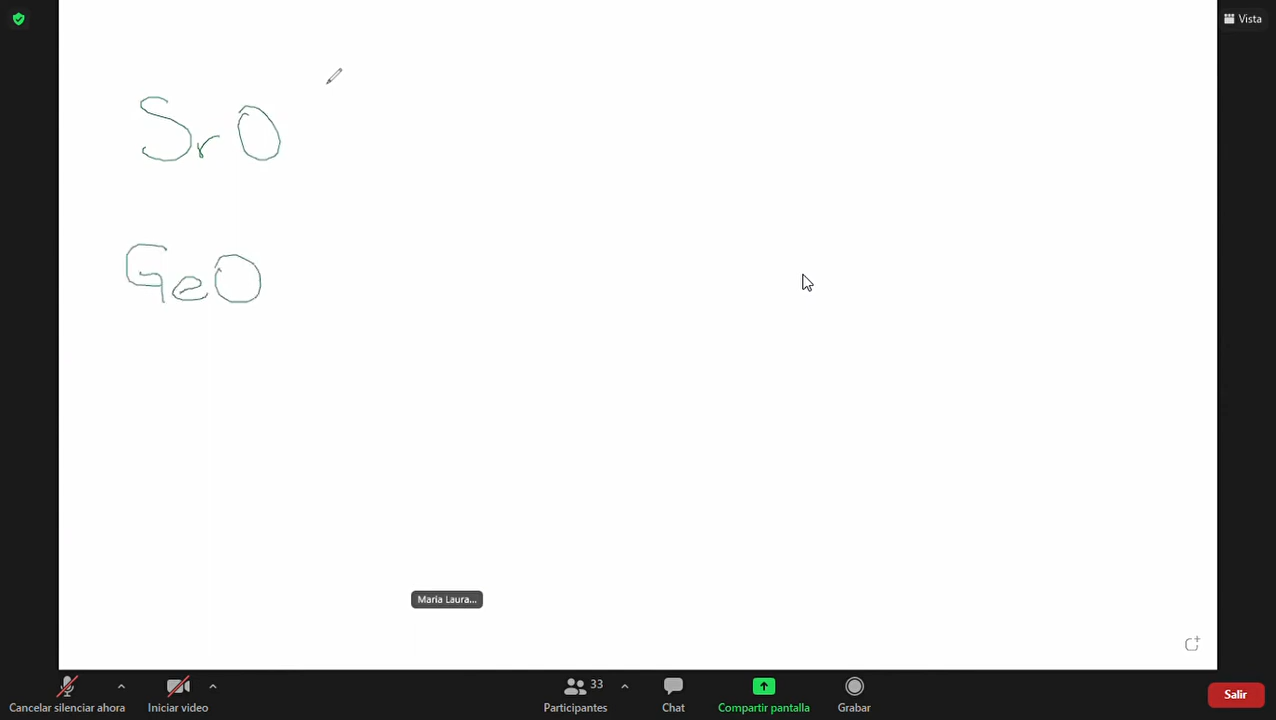 Vista
SrO
GeO
María Laura...
Cancelar silenciar ahora
Iniciar video
33
Participantes
Chat
Compartir pantalla
Grabar
Salir